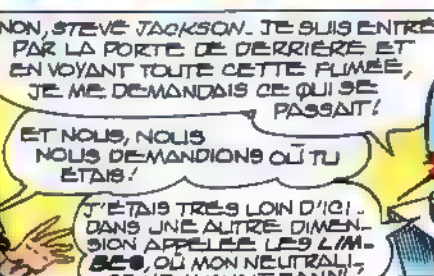 NON, STEVE JACKSON. JE SUIS ENTRÉ
PAR LA PORTE DE DERRIÈRE ET
EN VOYANT TOUTE CETTE FUMÉE,
JE ME DEMANDAIS CE QUI SE
PASSAIT!
ET NOUS, NOUS
NOUS DEMANDIONS OÙ TU
ÉTAIS!
J'ÉTAIS TRÈS LOIN D'ICI.
DANS UNE AUTRE DIMEN-
SION APPELÉE LES LIM-
BES, OÙ MON NEUTRALI-